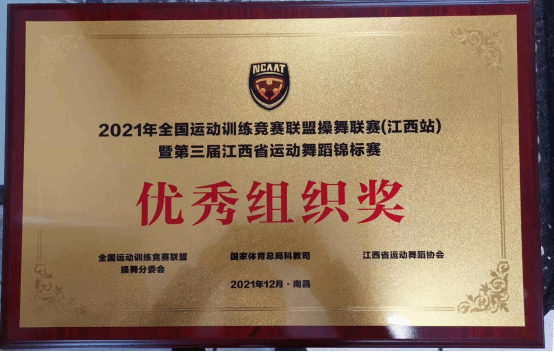 NCAAT
2021年全国运动训练竞赛联盟操舞联赛(江西站)
暨第三届江西省运动舞蹈锦标赛
优秀组织奖
全国运动训练竞赛联盟 国家体育总局科教司 江西省运动舞蹈协会
操舞分委会
2021年12月·南昌